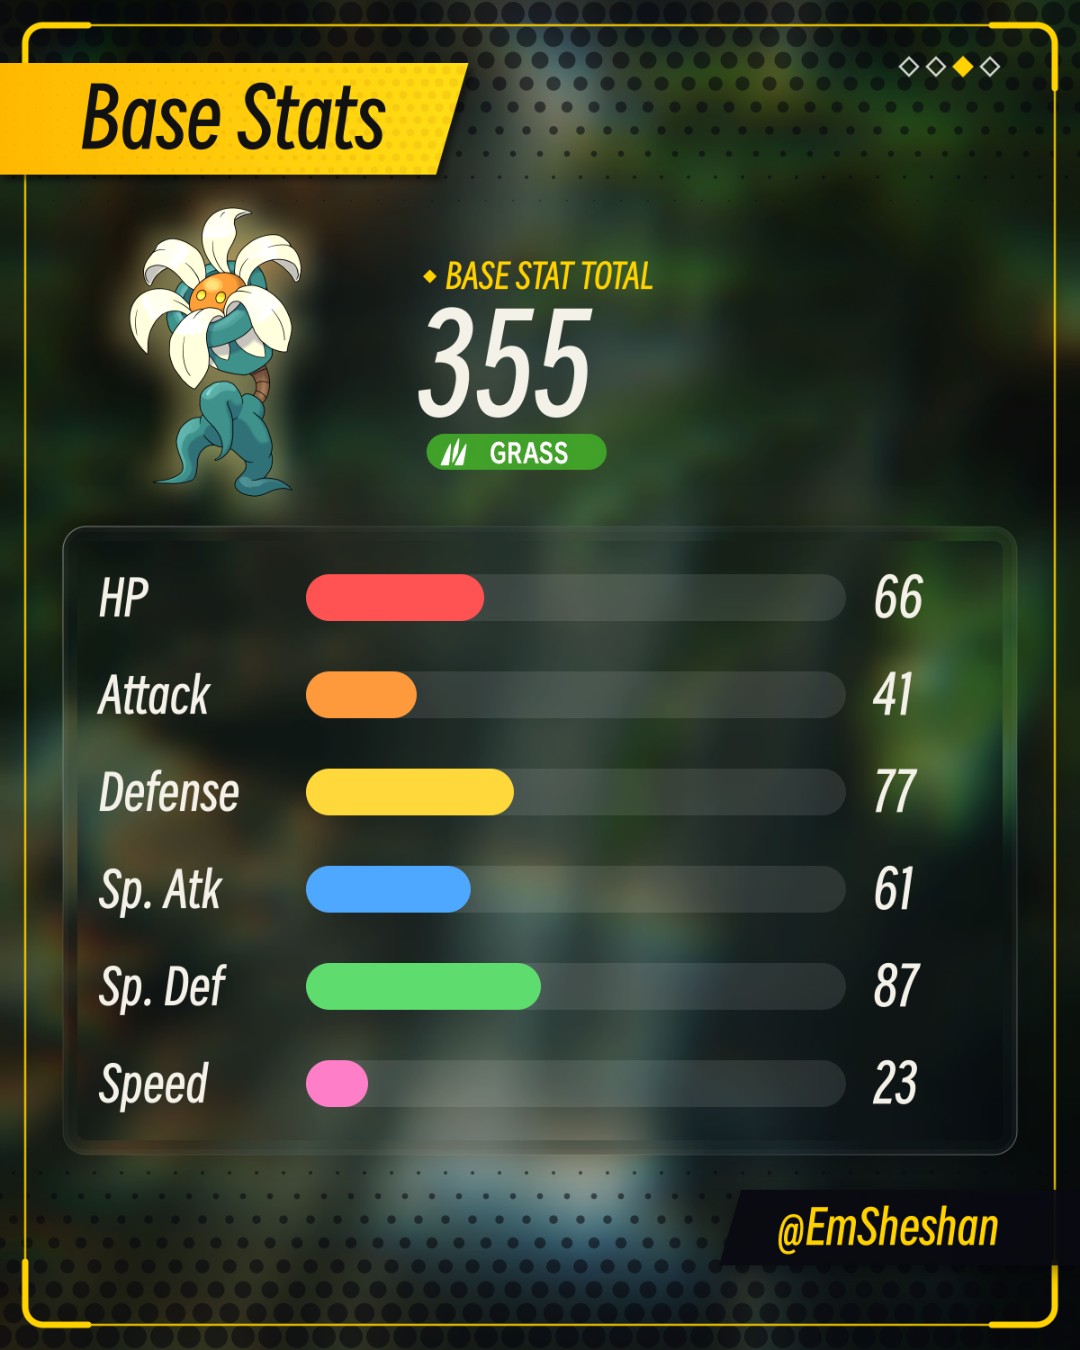 Base Stats
BASE STAT TOTAL
355
GRASS
HP 66
Attack 41
Defense 77
Sp. Atk 61
Sp. Def 87
Speed 23
@EmSheshan